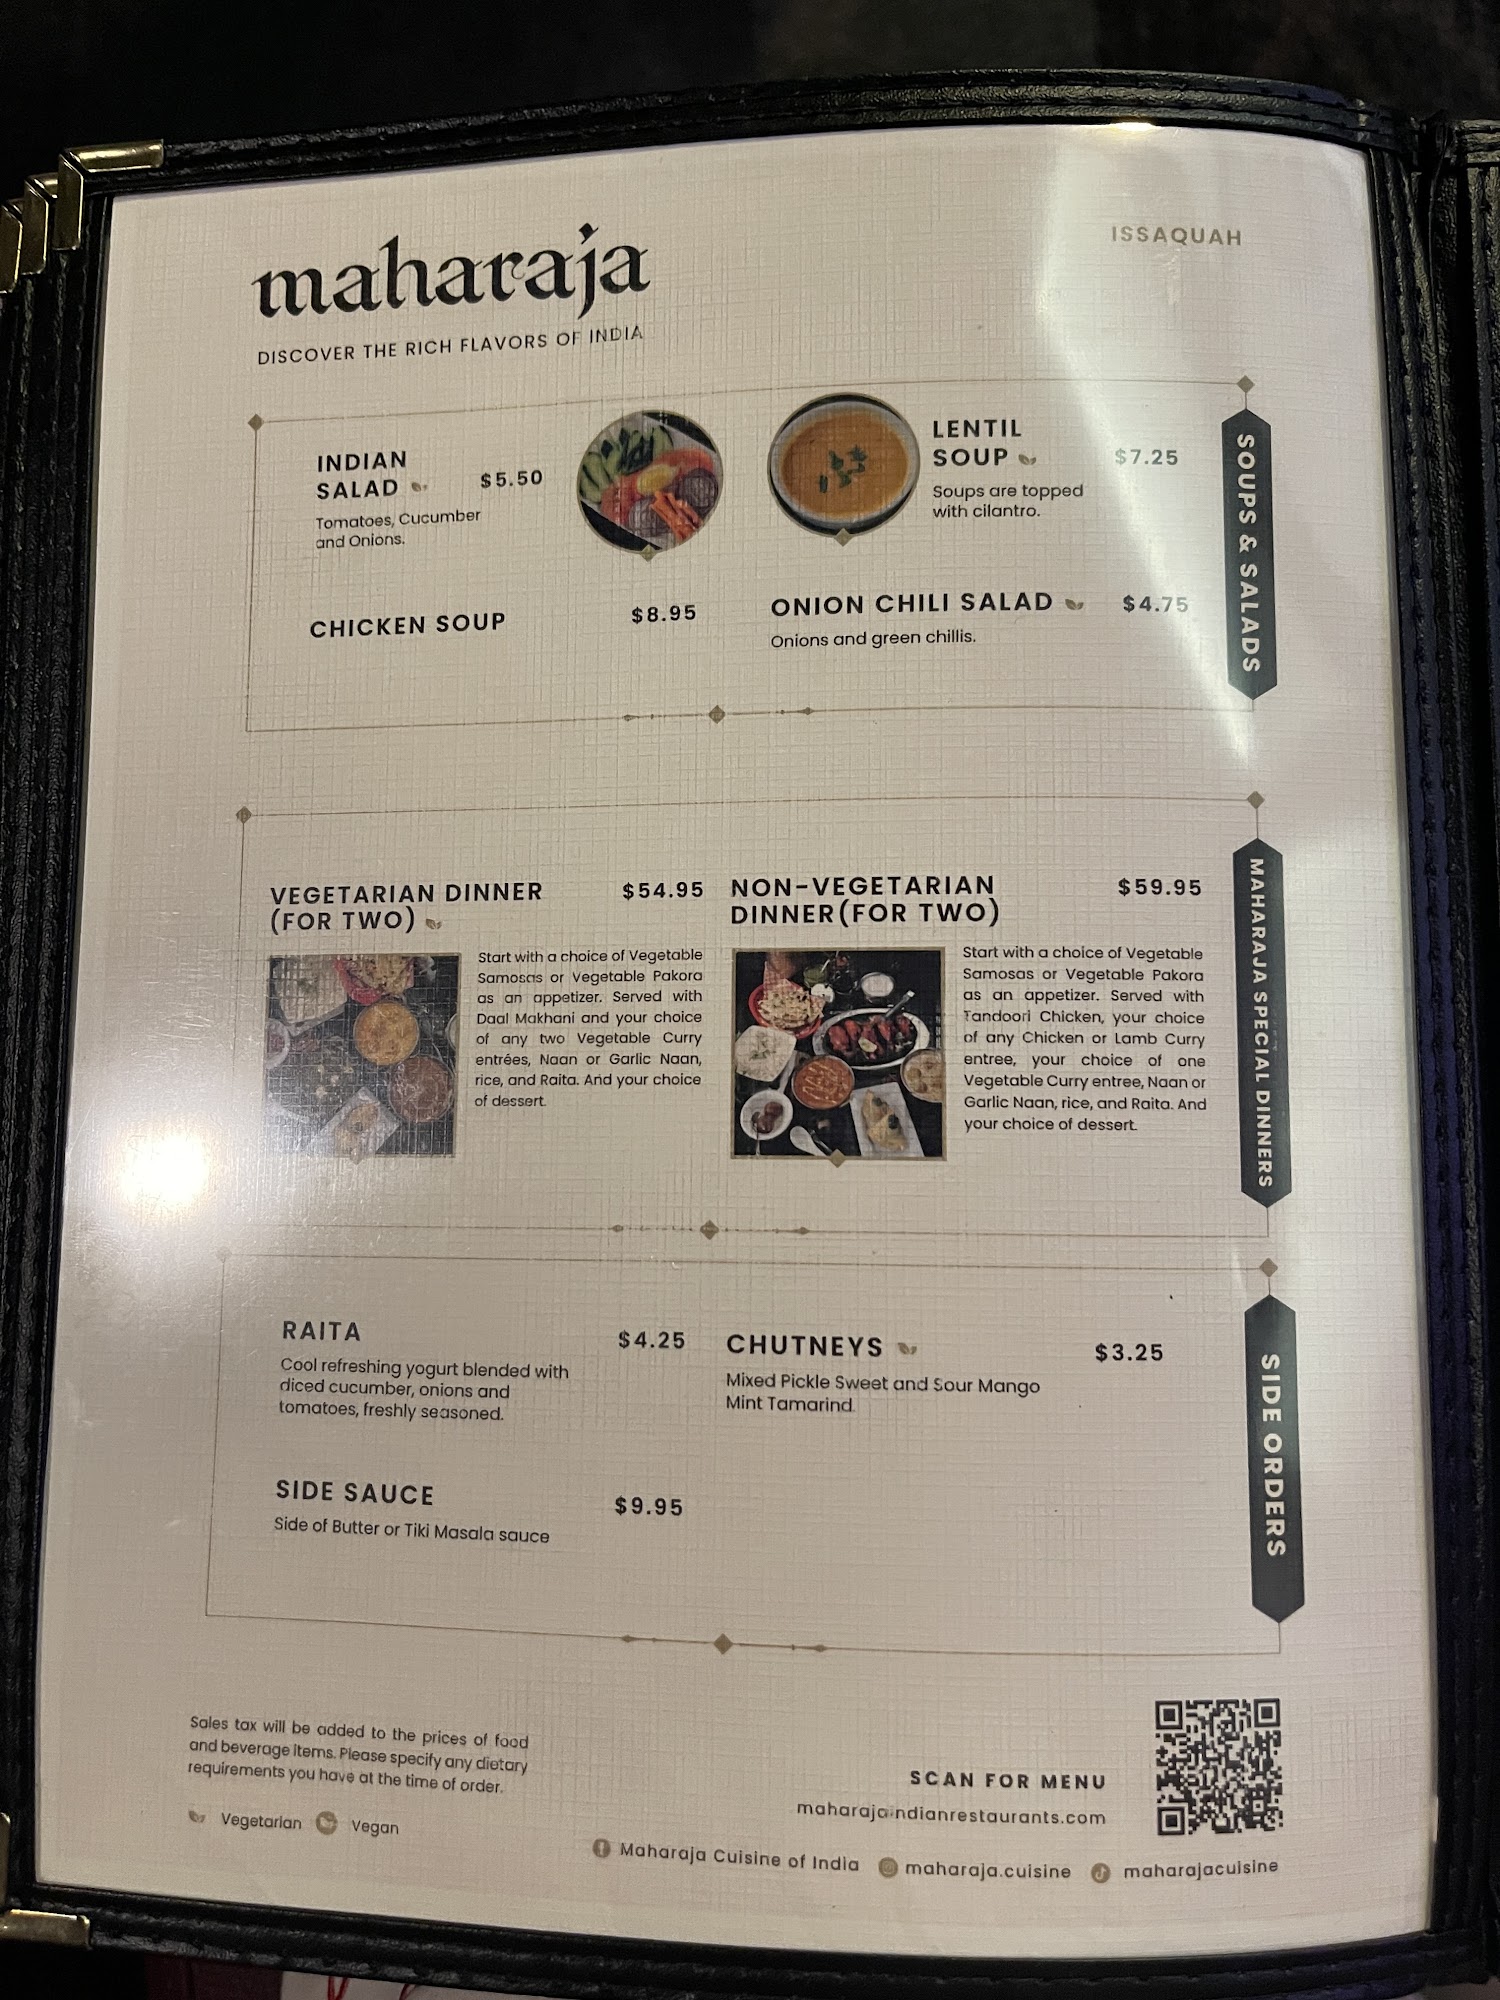 maharaja
DISCOVER THE RICH FLAVORS OF INDIA
ISSAQUAH
SOUPS & SALADS
INDIAN
SALAD
$5.50
Tomatoes, Cucumber
and Onions.
LENTIL
SOUP
$7.25
Soups are topped
with cilantro.
CHICKEN SOUP
$8.95
ONION CHILI SALAD
$4.75
Onions and green chillis.
MAHARAJA SPECIAL DINNERS
VEGETARIAN DINNER
(FOR TWO)
$54.95
Start with a choice of Vegetable
Samosas or Vegetable Pakora
as an appetizer. Served with
Daal Makhani and your choice
of any two Vegetable Curry
entrées, Naan or Garlic Naan,
rice, and Raita. And your choice
of dessert.
NON-VEGETARIAN
DINNER(FOR TWO)
$59.95
Start with a choice of Vegetable
Samosas or Vegetable Pakora
as an appetizer. Served with
Tandoori Chicken, your choice
of any Chicken or Lamb Curry
entree, your choice of one
Vegetable Curry entree, Naan or
Garlic Naan, rice, and Raita. And
your choice of dessert.
SIDE ORDERS
RAITA
$4.25
Cool refreshing yogurt blended with
diced cucumber, onions and
tomatoes, freshly seasoned.
CHUTNEYS
$3.25
Mixed Pickle Sweet and Sour Mango
Mint Tamarind.
SIDE SAUCE
$9.95
Side of Butter or Tiki Masala sauce
Sales tax will be added to the prices of food
and beverage items. Please specify any dietary
requirements you have at the time of order.
Vegetarian Vegan
SCAN FOR MENU
maharajaindianrestaurants.com
Maharaja Cuisine of India maharaja.cuisine maharajacuisine